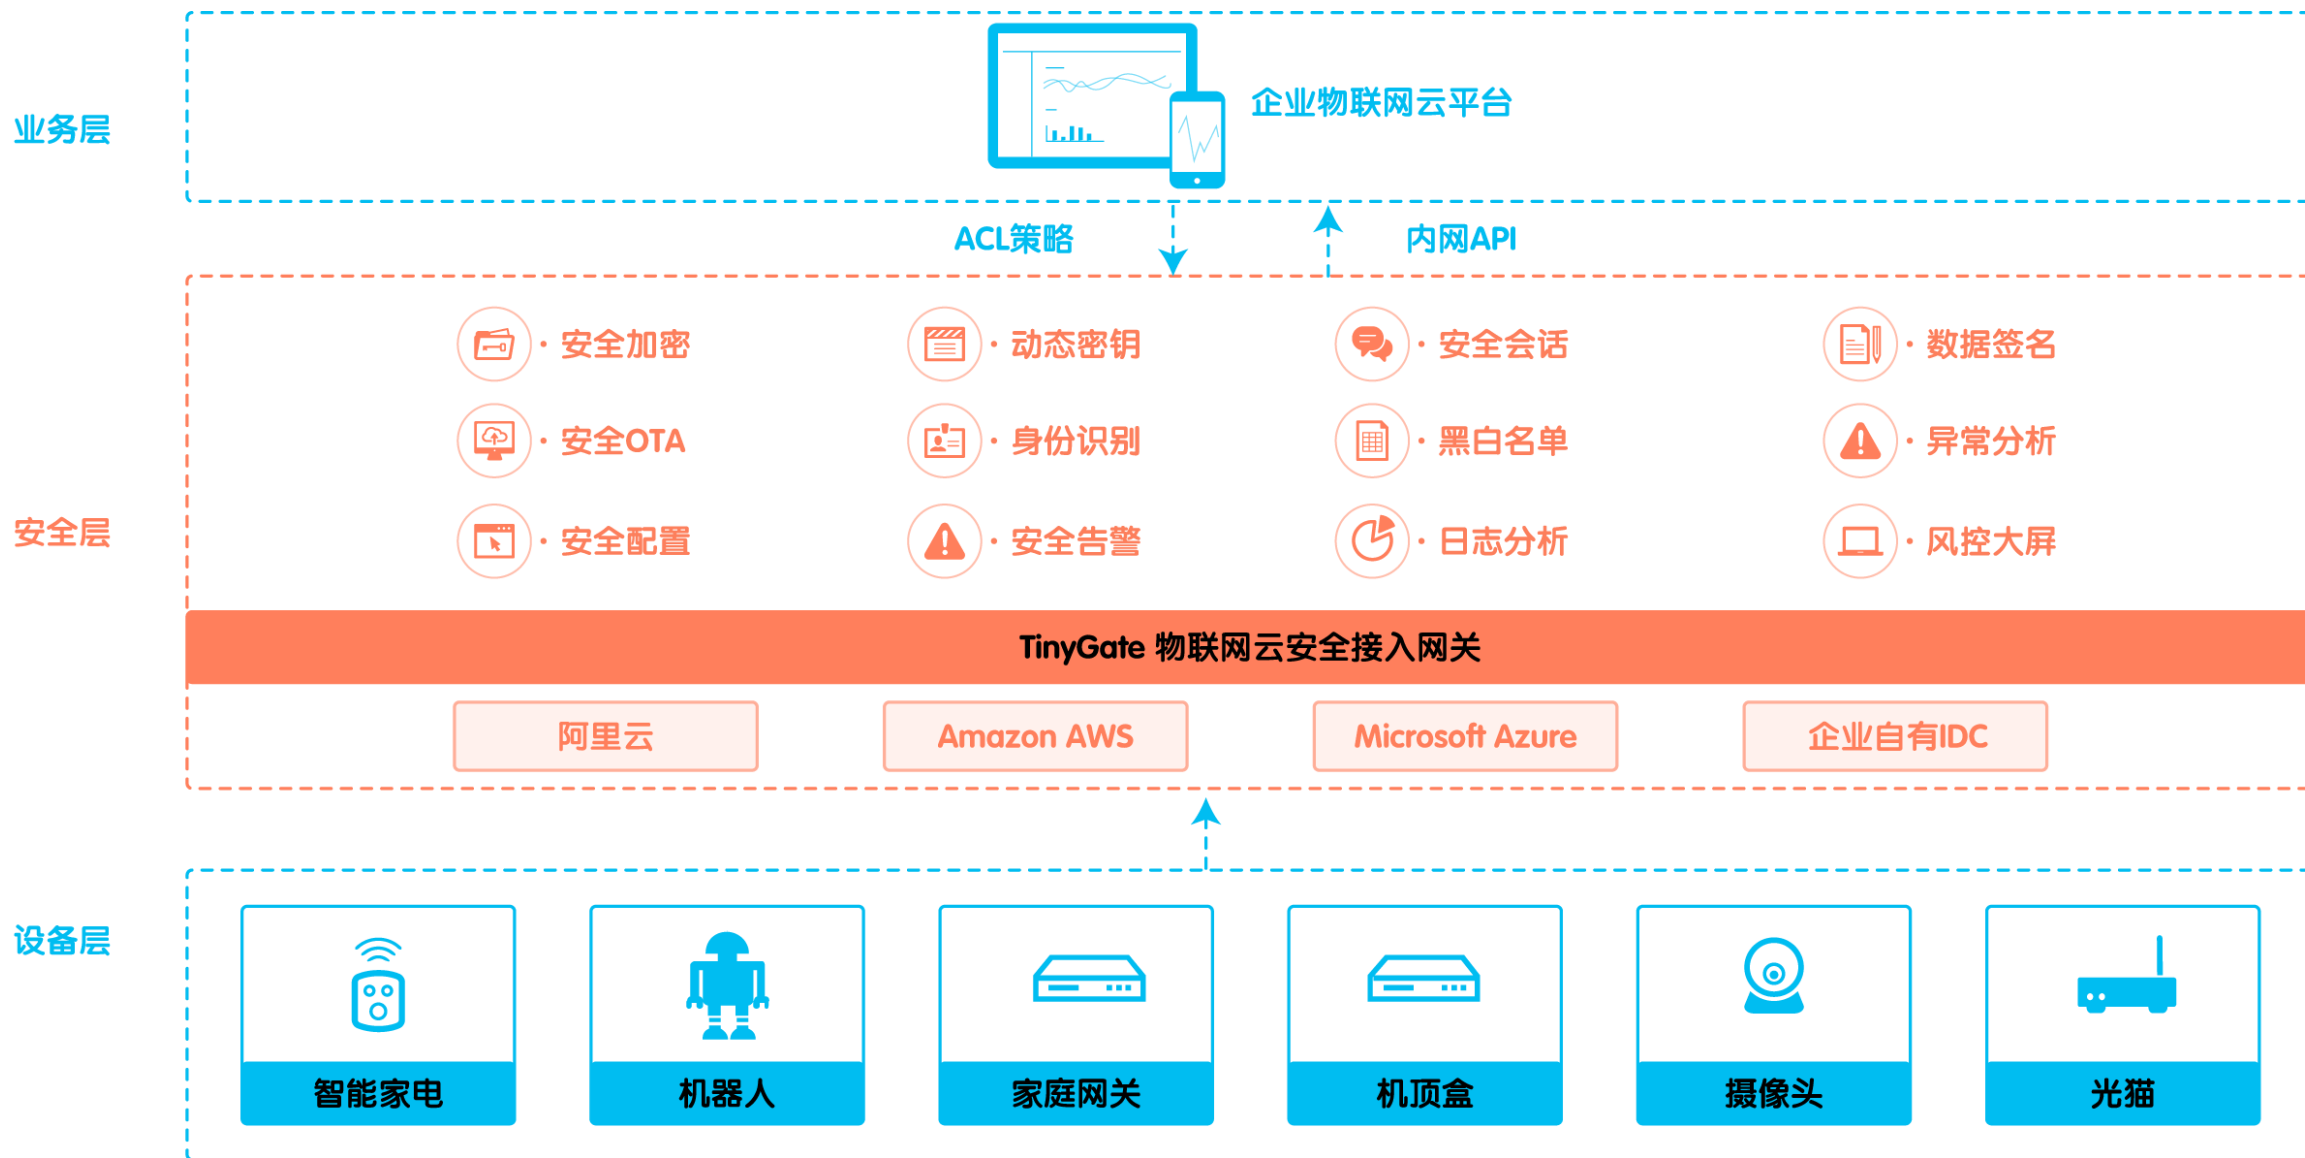 业务层
企业物联网云平台
ACL策略
内网API
安全层
· 安全加密
· 动态密钥
· 安全会话
· 数据签名
· 安全OTA
· 身份识别
· 黑白名单
· 异常分析
· 安全配置
· 安全告警
· 日志分析
· 风控大屏
TinyGate 物联网云安全接入网关
阿里云
Amazon AWS
Microsoft Azure
企业自有IDC
设备层
智能家电
机器人
家庭网关
机顶盒
摄像头
光猫